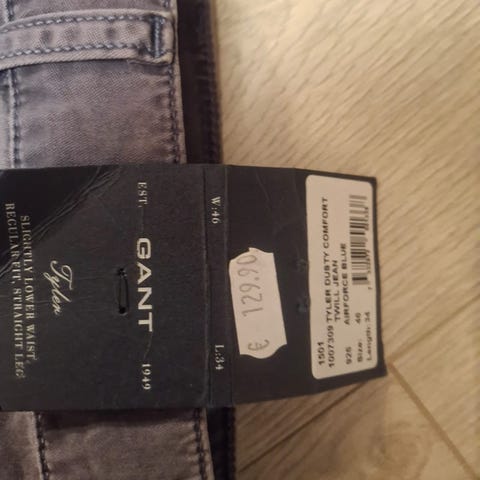 EST.
GANT
1949
Tyler
SLIGHTLY LOWER WAIST,
REGULAR FIT, STRAIGHT LEG
W:46
L:34
€ 129.90
1501
1007309 TYLER DUSTY COMFORT
TWILL JEAN
AIRFORCE BLUE
925
Size: 46
Length: 34